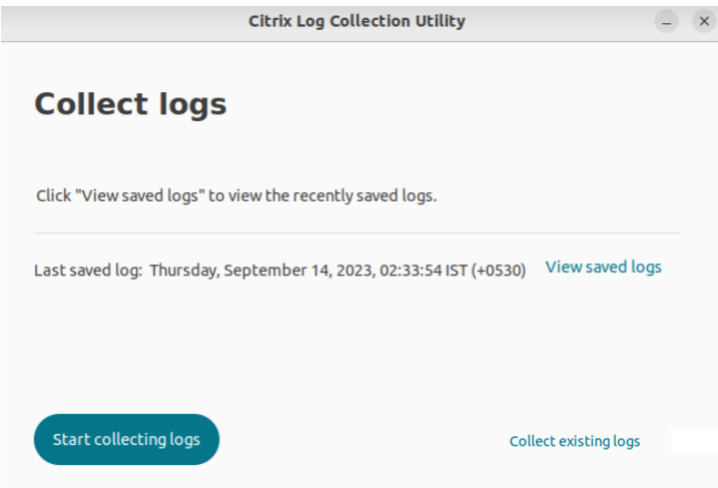 Citrix Log Collection Utility
Collect logs
Click "View saved logs" to view the recently saved logs.
Last saved log: Thursday, September 14, 2023, 02:33:54 IST (+0530) View saved logs
Start collecting logs
Collect existing logs